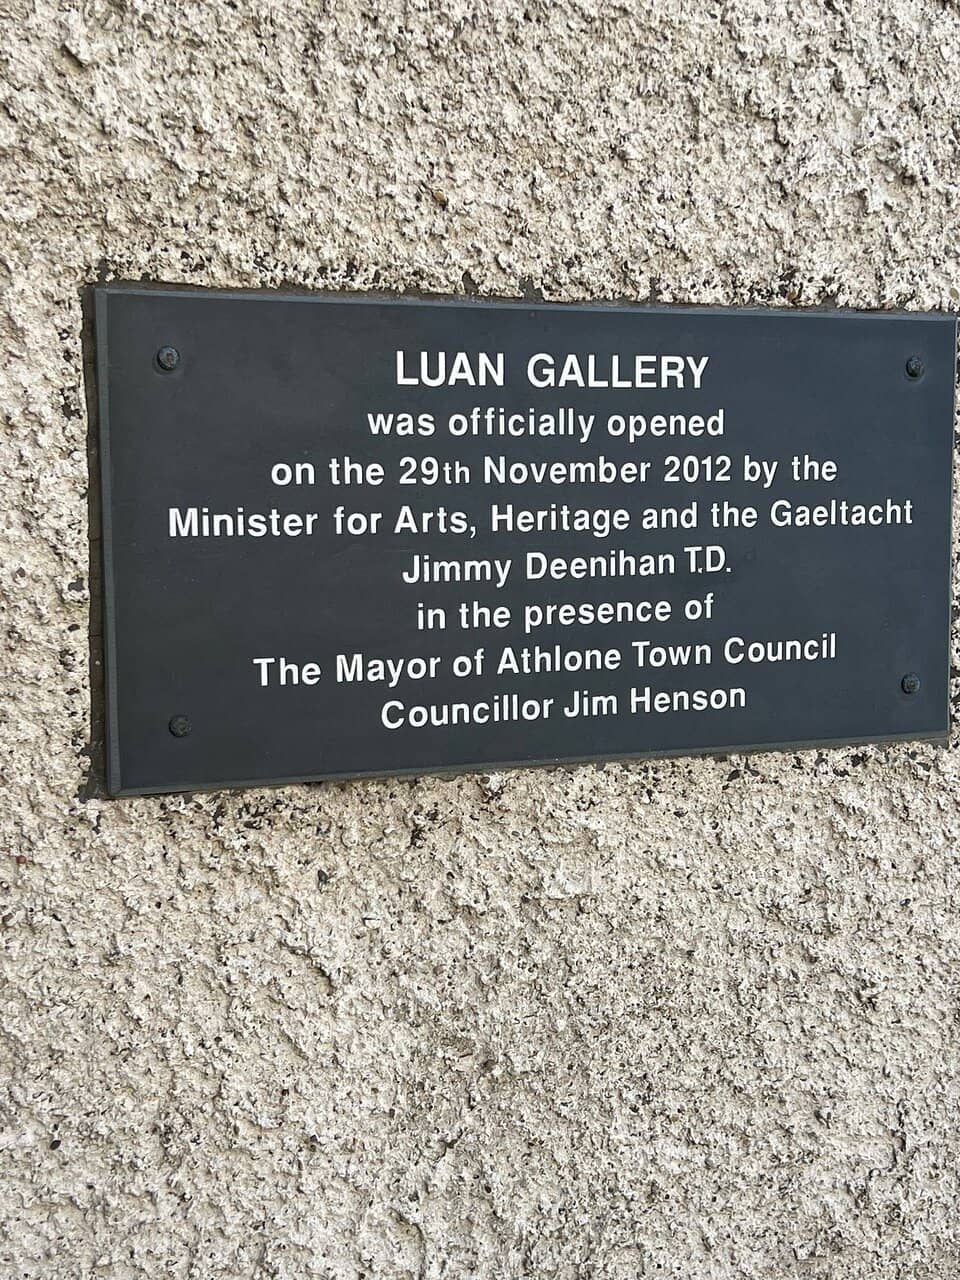 LUAN GALLERY
was officially opened
on the 29th November 2012 by the
Minister for Arts, Heritage and the Gaeltacht
Jimmy Deenihan T.D.
in the presence of
The Mayor of Athlone Town Council
Councillor Jim Henson